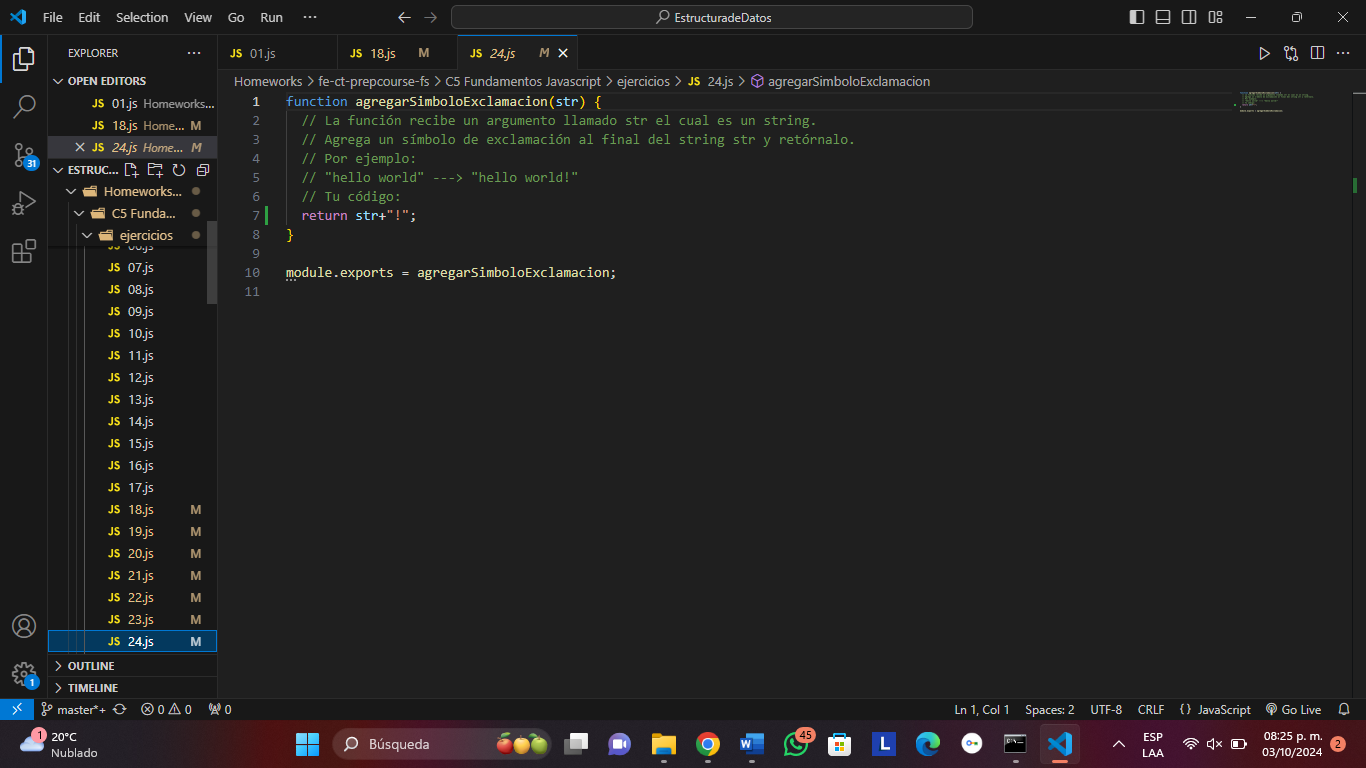 File Edit Selection View Go Run ··· EstructuradeDatos
EXPLORER ···
OPEN EDITORS
JS 01.js Homeworks...
JS 18.js Home... M
JS 24.js Home... M
ESTRUC...
Homeworks...
C5 Funda...
ejercicios
06.js
JS 07.js
JS 08.js
JS 09.js
JS 10.js
JS 11.js
JS 12.js
JS 13.js
JS 14.js
JS 15.js
JS 16.js
JS 17.js
JS 18.js M
JS 19.js M
JS 20.js M
JS 21.js M
JS 22.js M
JS 23.js M
JS 24.js M
OUTLINE
TIMELINE
31
1
JS 01.js JS 18.js M JS 24.js M
Homeworks > fe-ct-prepcourse-fs > C5 Fundamentos Javascript > ejercicios > JS 24.js > agregarSimboloExclamacion
1 function agregarSimboloExclamacion(str) {
2 // La función recibe un argumento llamado str el cual es un string.
3 // Agrega un símbolo de exclamación al final del string str y retórnalo.
4 // Por ejemplo:
5 // "hello world" ---> "hello world!"
6 // Tu código:
7 return str+"!";
8 }
9
10 module.exports = agregarSimboloExclamacion;
11
master*+ 0 0 0 Ln 1, Col 1 Spaces: 2 UTF-8 CRLF {} JavaScript Go Live
1 20°C
Nublado
Búsqueda
45
L
ESP
LAA
08:25 p. m.
03/10/2024
2